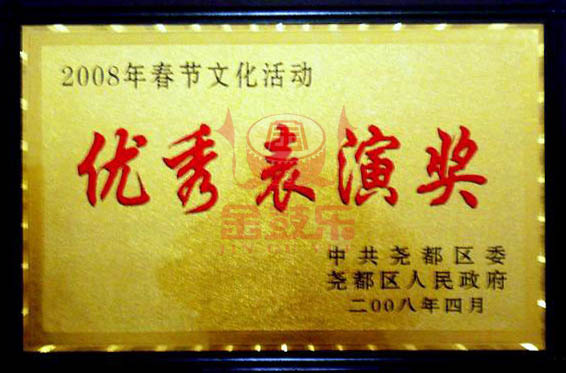 2008年春节文化活动
优秀表演奖
金鼓乐
中共尧都区委
尧都区人民政府
二00八年四月